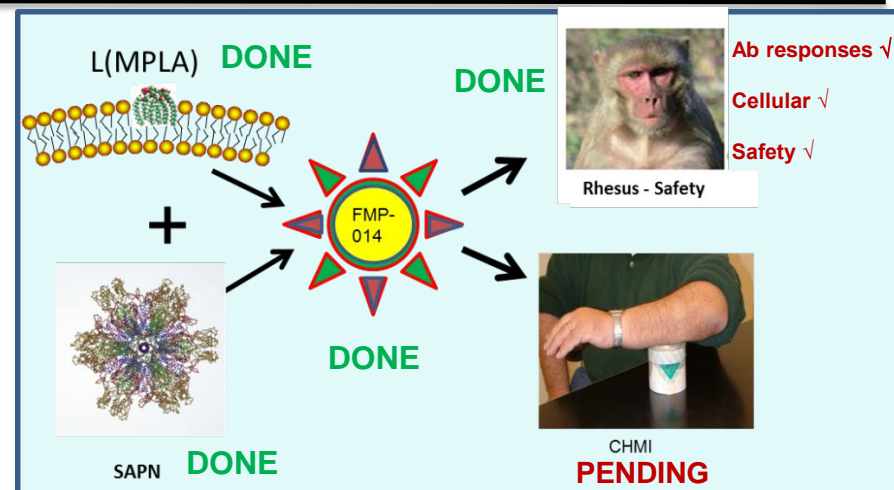 L(MPLA)
DONE
DONE
Ab responses √
Cellular √
Safety √
Rhesus - Safety
+
FMP-
014
DONE
SAPN
DONE
CHMI
PENDING